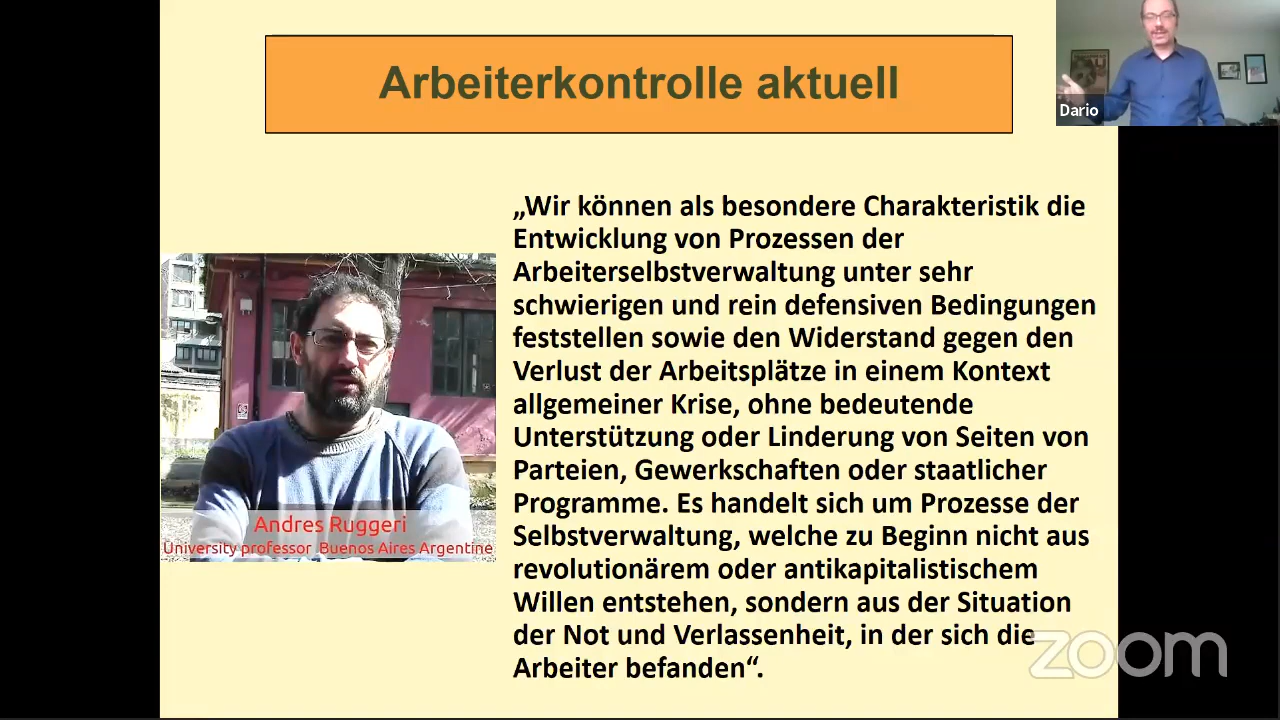 Arbeiterkontrolle aktuell
Dario
„Wir können als besondere Charakteristik die
Entwicklung von Prozessen der
Arbeiterselbstverwaltung unter sehr
schwierigen und rein defensiven Bedingungen
feststellen sowie den Widerstand gegen den
Verlust der Arbeitsplätze in einem Kontext
allgemeiner Krise, ohne bedeutende
Unterstützung oder Linderung von Seiten von
Parteien, Gewerkschaften oder staatlicher
Programme. Es handelt sich um Prozesse der
Selbstverwaltung, welche zu Beginn nicht aus
revolutionärem oder antikapitalistischem
Willen entstehen, sondern aus der Situation
der Not und Verlassenheit, in der sich die
Arbeiter befanden“.
Andres Ruggeri
University professor Buenos Aires Argentine
zoom